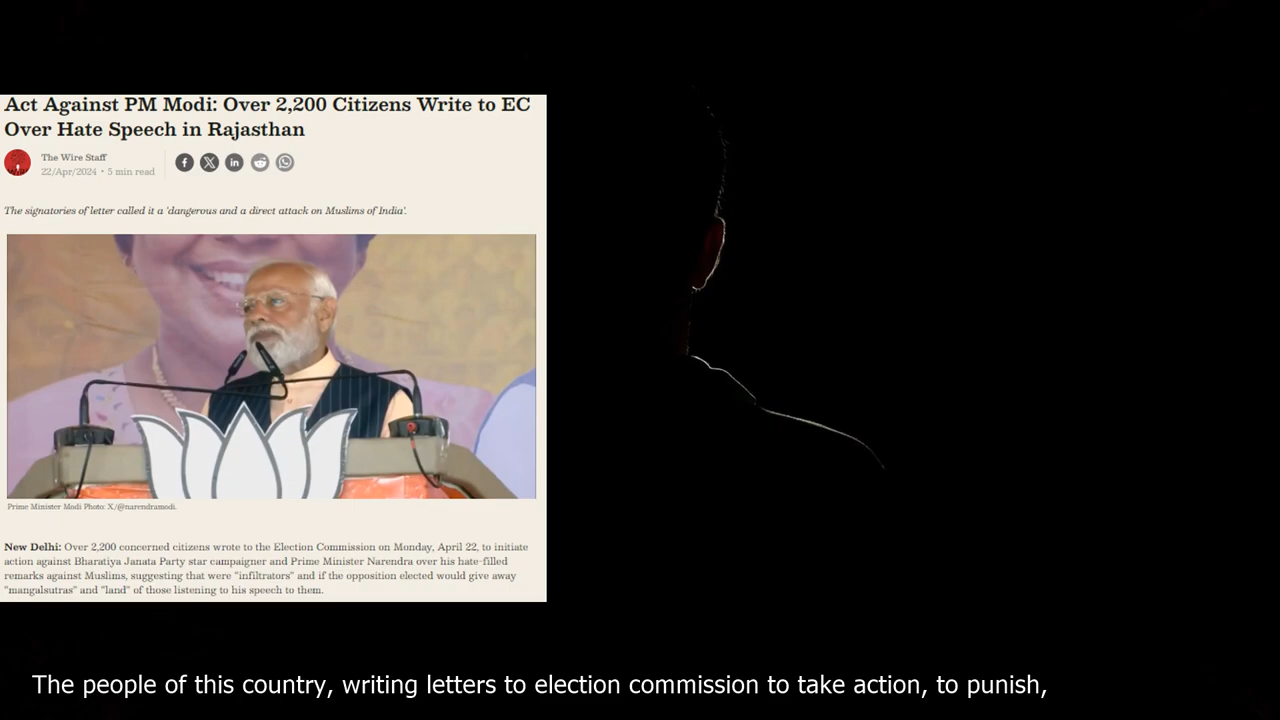 Act Against PM Modi: Over 2,200 Citizens Write to EC
Over Hate Speech in Rajasthan
The Wire Staff
22/Apr/2024 • 5 min read
The signatories of letter called it a 'dangerous and a direct attack on Muslims of India'.
Prime Minister Modi Photo: X/@narendramodi.
New Delhi: Over 2,200 concerned citizens wrote to the Election Commission on Monday, April 22, to initiate
action against Bharatiya Janata Party star campaigner and Prime Minister Narendra over his hate-filled
remarks against Muslims, suggesting that were "infiltrators" and if the opposition elected would give away
"mangalsutras" and "land" of those listening to his speech to them.
The people of this country, writing letters to election commission to take action, to punish,